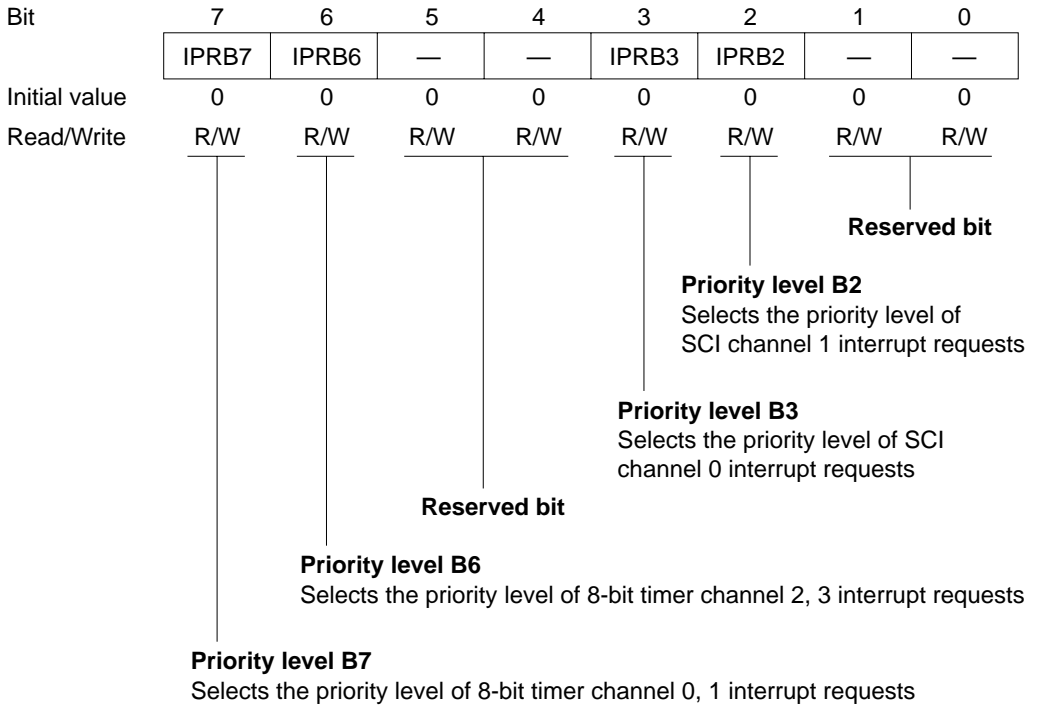 Bit 7 6 5 4 3 2 1 0
IPRB7 IPRB6 — — IPRB3 IPRB2 — —
Initial value 0 0 0 0 0 0 0 0
Read/Write R/W R/W R/W R/W R/W R/W R/W R/W
Reserved bit
Priority level B2
Selects the priority level of
SCI channel 1 interrupt requests
Priority level B3
Selects the priority level of SCI
channel 0 interrupt requests
Reserved bit
Priority level B6
Selects the priority level of 8-bit timer channel 2, 3 interrupt requests
Priority level B7
Selects the priority level of 8-bit timer channel 0, 1 interrupt requests